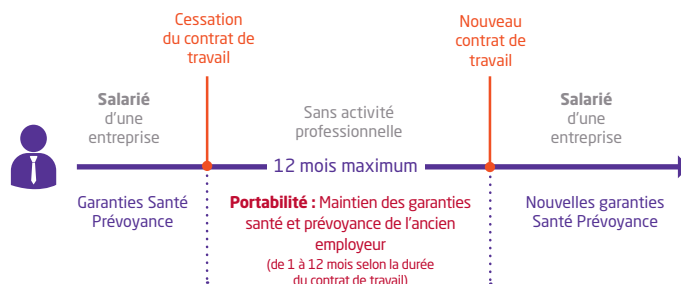 Cessation
du contrat de
travail
Nouveau
contrat de
travail
Salarié
d'une
entreprise
Sans activité
professionnelle
Salarié
d'une
entreprise
12 mois maximum
Garanties Santé
Prévoyance
Portabilité : Maintien des garanties
santé et prévoyance de l'ancien
employeur
(de 1 à 12 mois selon la durée
du contrat de travail)
Nouvelles garanties
Santé Prévoyance